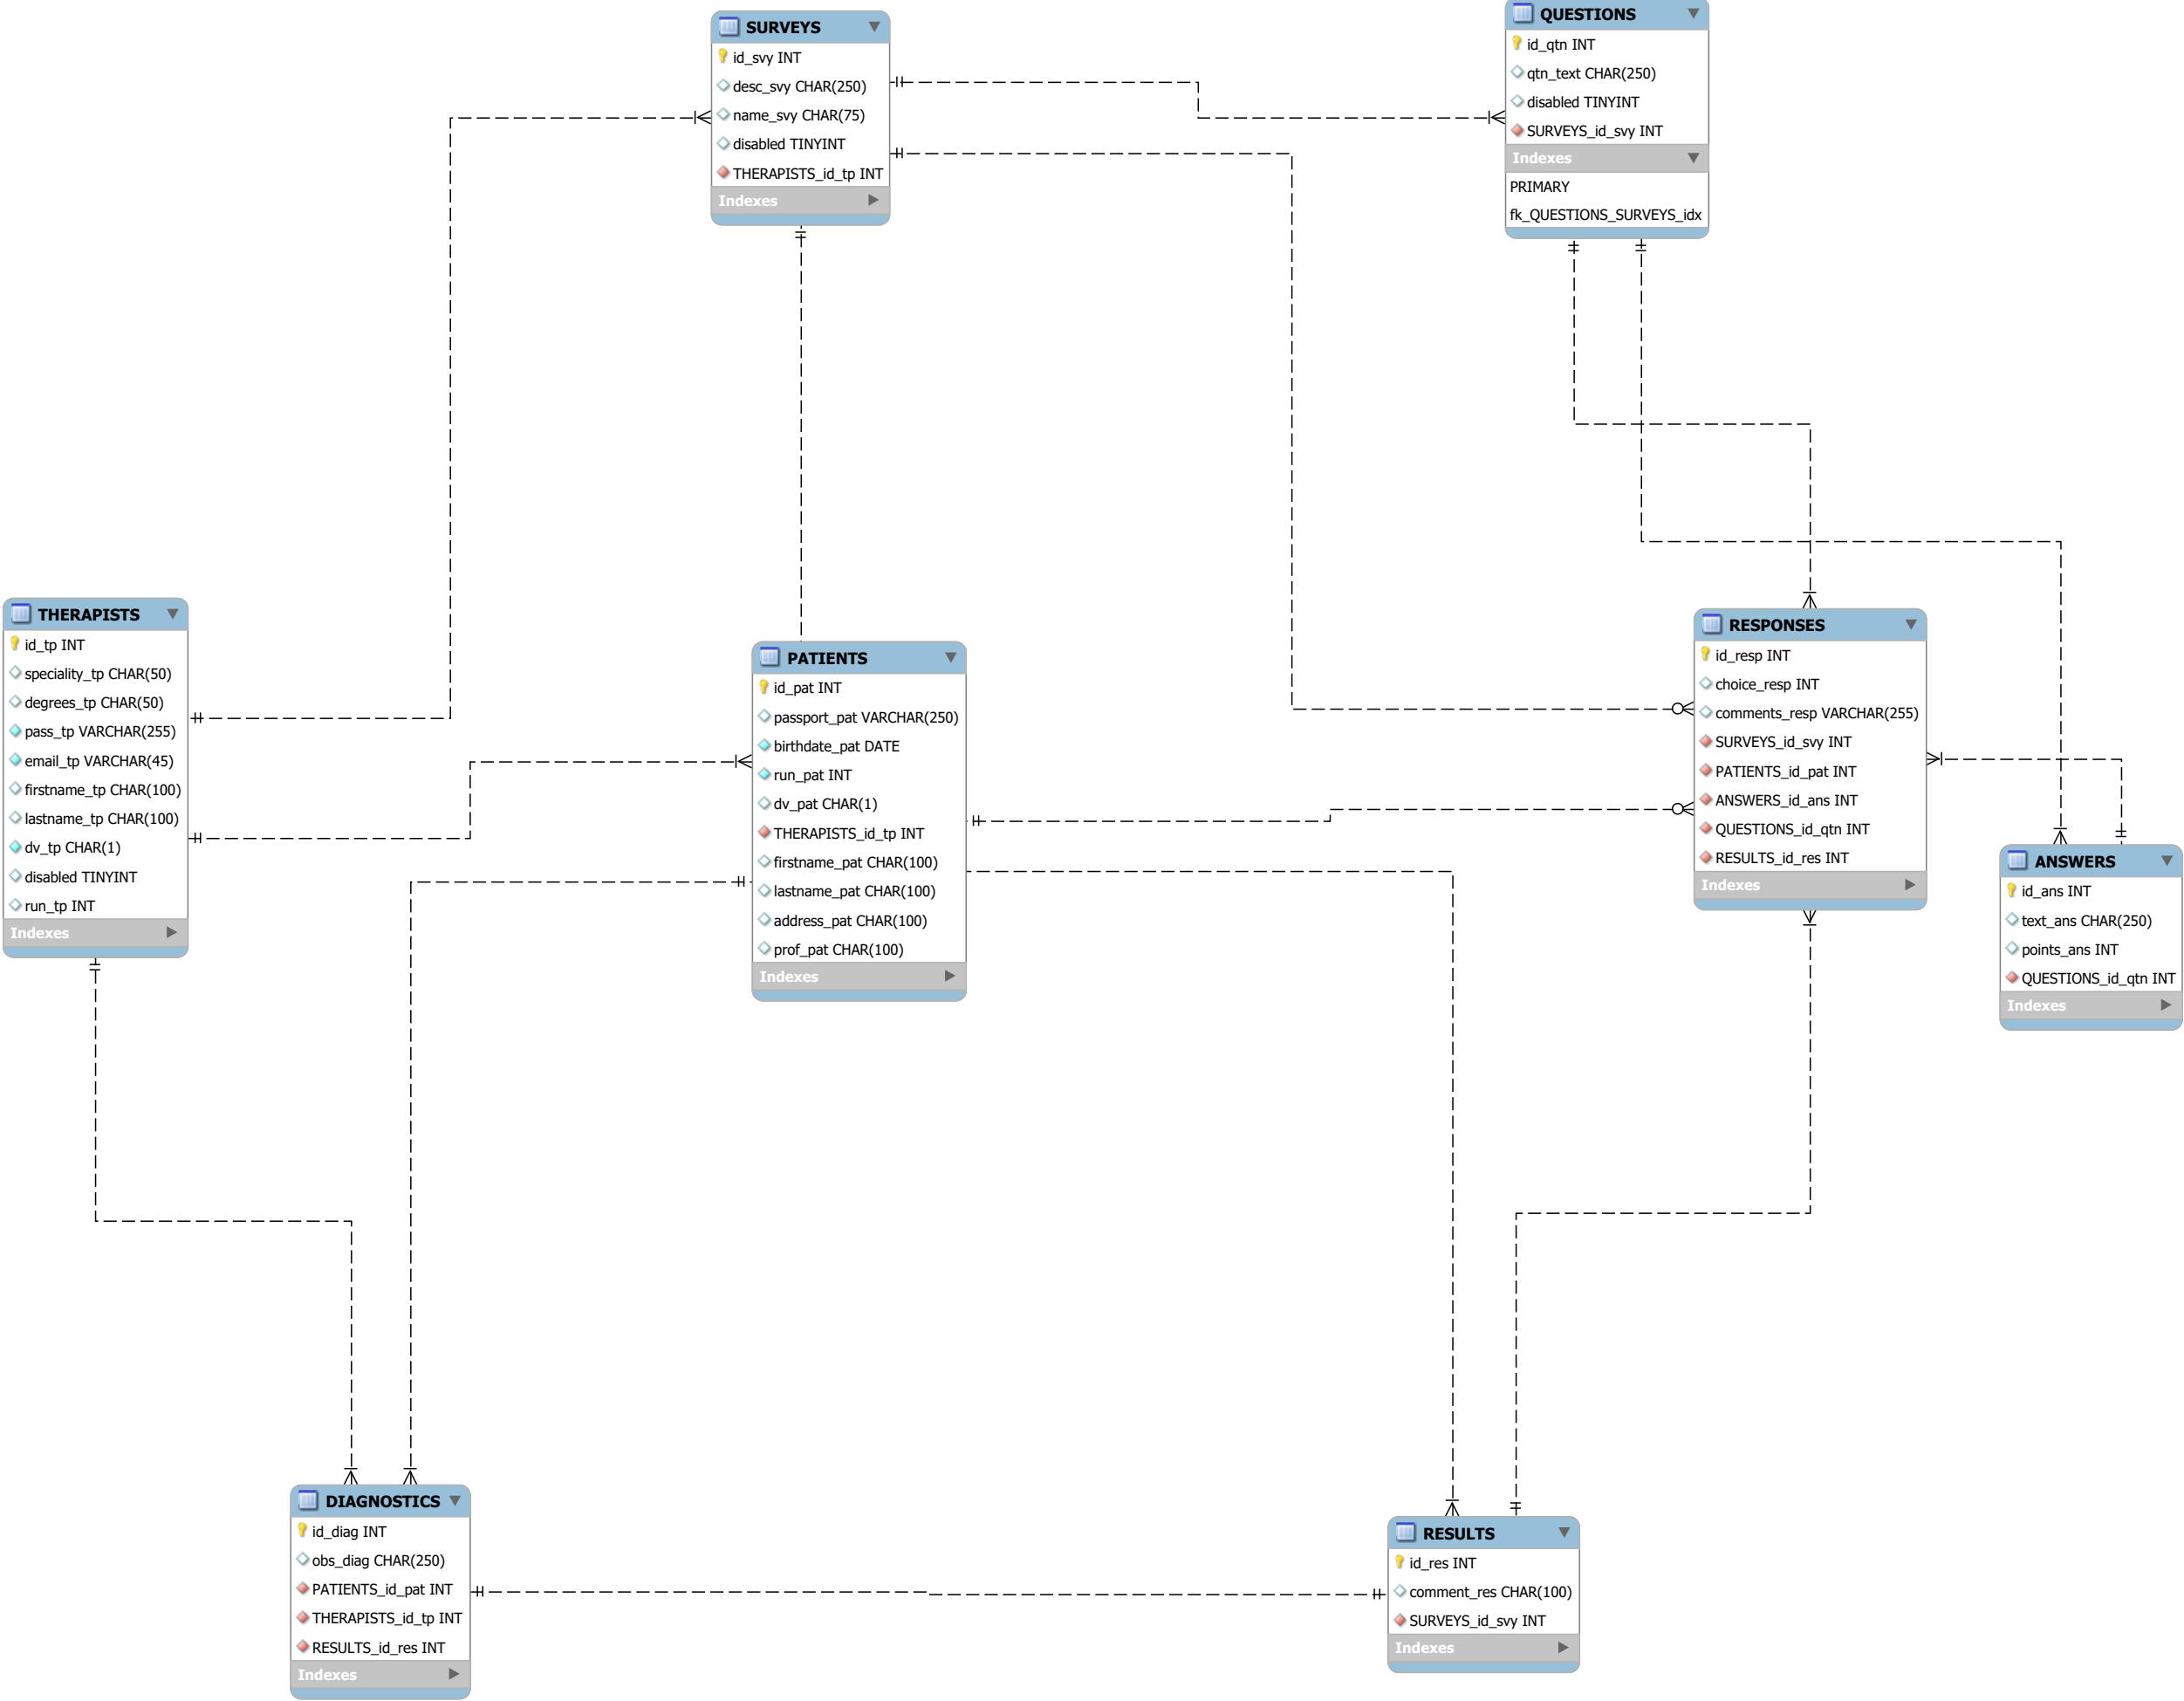 SURVEYS
id_svy INT
desc_svy CHAR(250)
name_svy CHAR(75)
disabled TINYINT
THERAPISTS_id_tp INT
Indexes
QUESTIONS
id_qtn INT
qtn_text CHAR(250)
disabled TINYINT
SURVEYS_id_svy INT
Indexes
PRIMARY
fk_QUESTIONS_SURVEYS_idx
THERAPISTS
id_tp INT
speciality_tp CHAR(50)
degrees_tp CHAR(50)
pass_tp VARCHAR(255)
email_tp VARCHAR(45)
firstname_tp CHAR(100)
lastname_tp CHAR(100)
dv_tp CHAR(1)
disabled TINYINT
run_tp INT
Indexes
PATIENTS
id_pat INT
passport_pat VARCHAR(250)
birthdate_pat DATE
run_pat INT
dv_pat CHAR(1)
THERAPISTS_id_tp INT
firstname_pat CHAR(100)
lastname_pat CHAR(100)
address_pat CHAR(100)
prof_pat CHAR(100)
Indexes
RESPONSES
id_resp INT
choice_resp INT
comments_resp VARCHAR(255)
SURVEYS_id_svy INT
PATIENTS_id_pat INT
ANSWERS_id_ans INT
QUESTIONS_id_qtn INT
RESULTS_id_res INT
Indexes
ANSWERS
id_ans INT
text_ans CHAR(250)
points_ans INT
QUESTIONS_id_qtn INT
Indexes
DIAGNOSTICS
id_diag INT
obs_diag CHAR(250)
PATIENTS_id_pat INT
THERAPISTS_id_tp INT
RESULTS_id_res INT
Indexes
RESULTS
id_res INT
comment_res CHAR(100)
SURVEYS_id_svy INT
Indexes